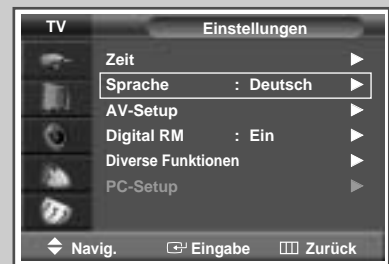 TV Einstellungen
Zeit
Sprache : Deutsch
AV-Setup
Digital RM : Ein
Diverse Funktionen
PC-Setup
Navig. Eingabe Zurück